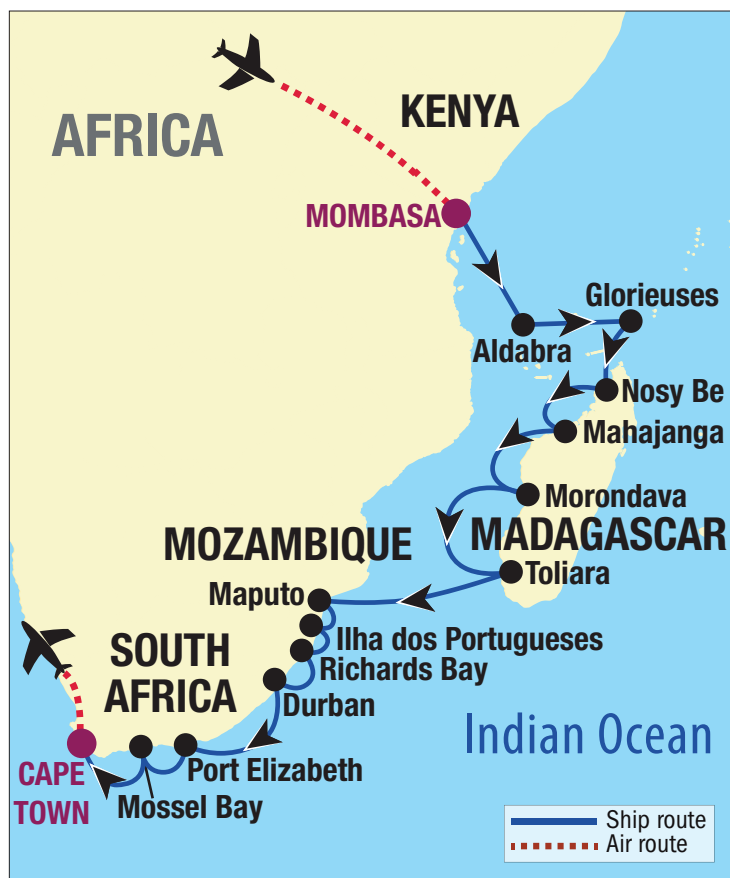 AFRICA
KENYA
MOMBASA
Glorieuses
Aldabra
Nosy Be
Mahajanga
Morondava
MADAGASCAR
MOZAMBIQUE
Toliara
Maputo
Ilha dos Portugueses
SOUTH
AFRICA
Richards Bay
Durban
Indian Ocean
Port Elizabeth
CAPE
TOWN
Mossel Bay
Ship route
Air route